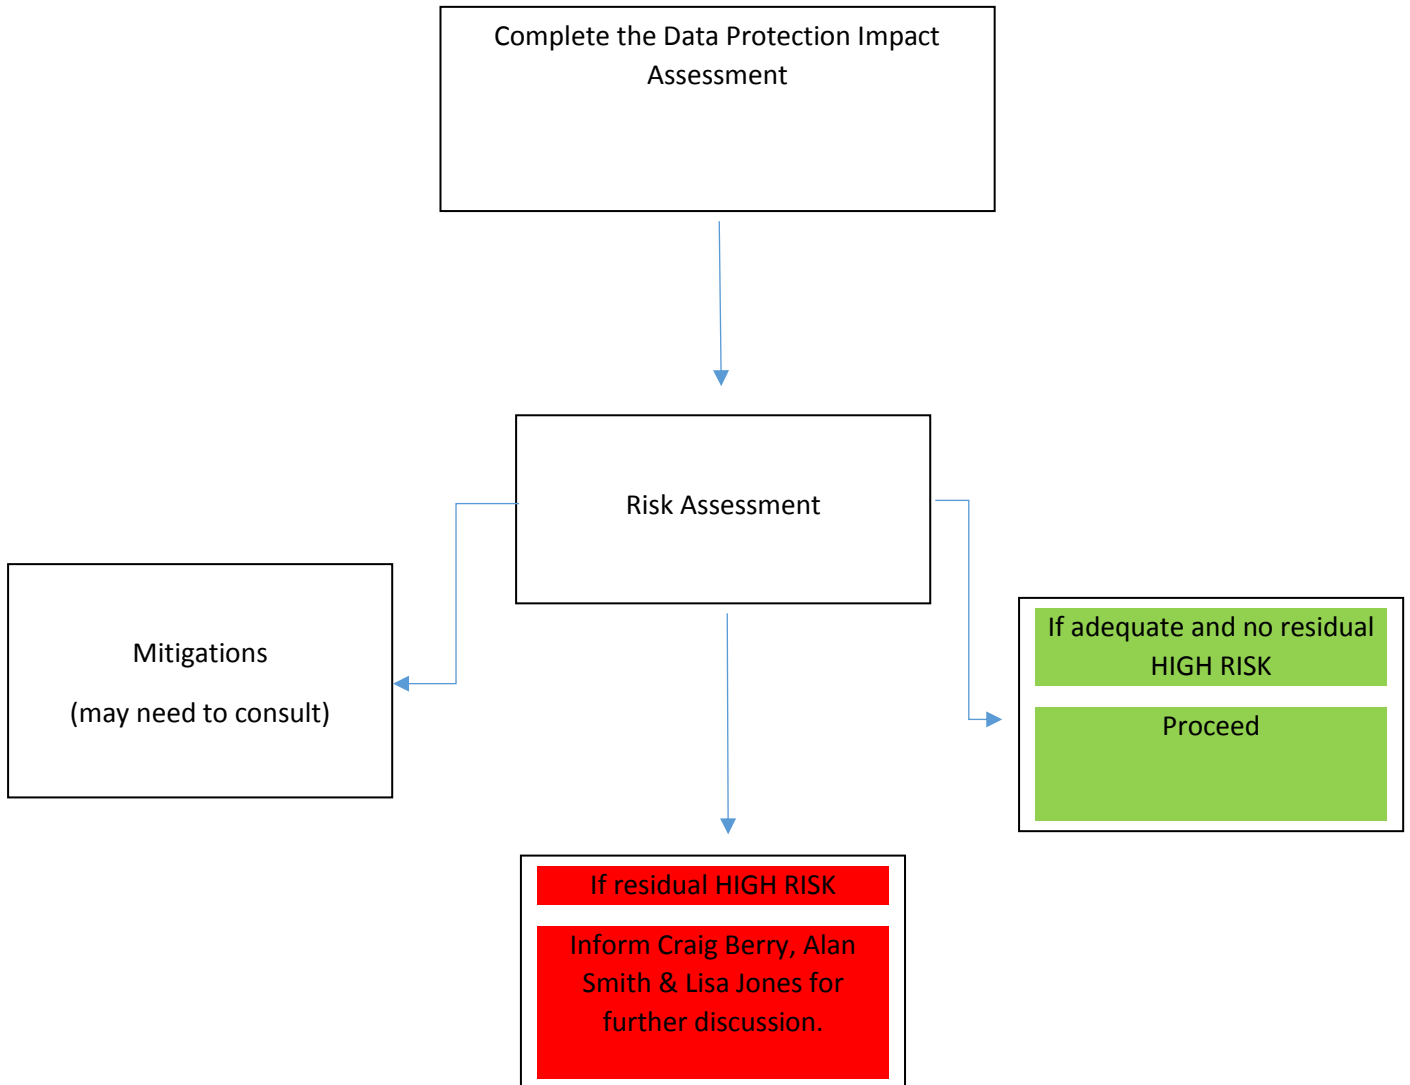 Complete the Data Protection Impact
Assessment
Risk Assessment
Mitigations
(may need to consult)
If adequate and no residual
HIGH RISK
Proceed
If residual HIGH RISK
Inform Craig Berry, Alan
Smith & Lisa Jones for
further discussion.